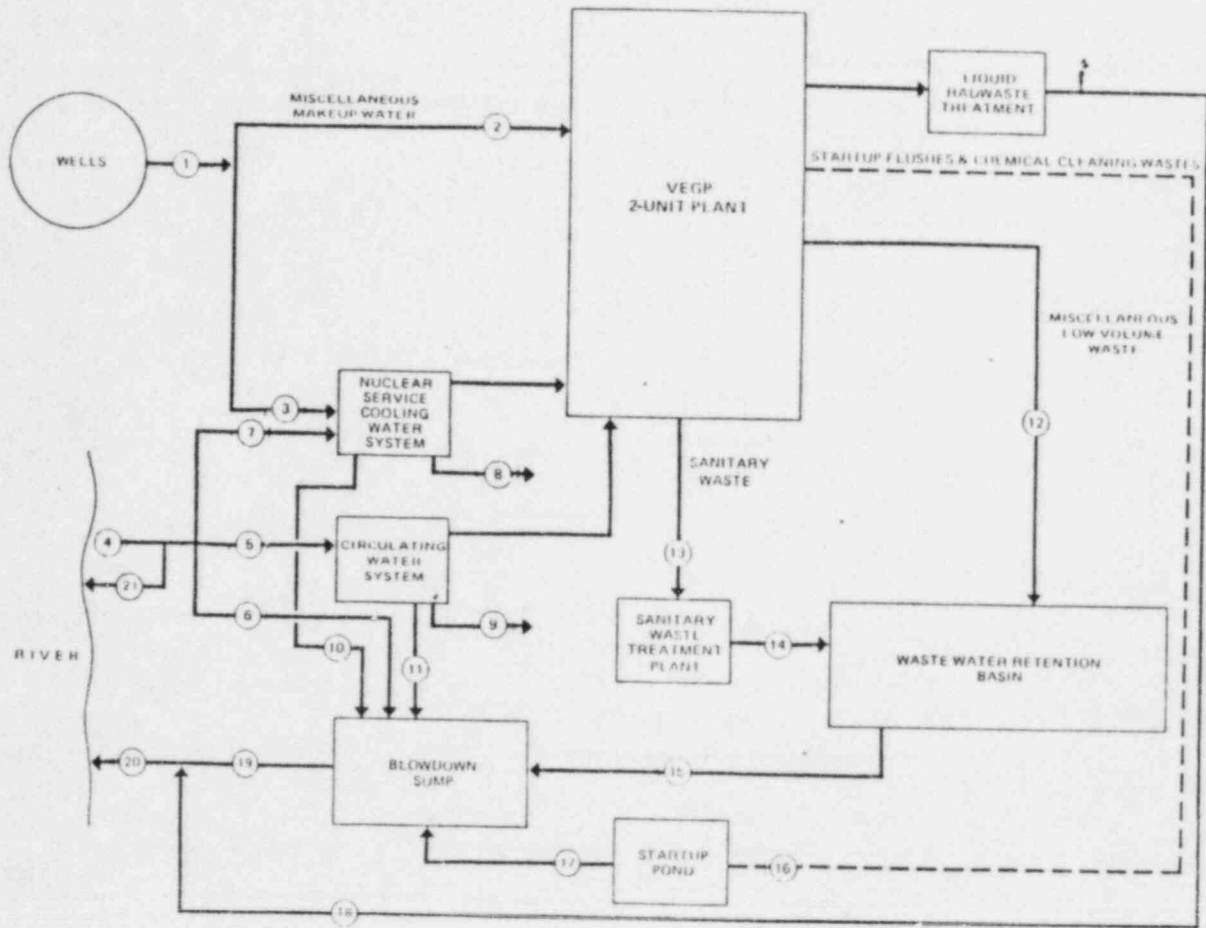 MISCELLANEOUS
MAKEUP WATER
WELLS
1
2
VEGP
2-UNIT PLANT
LIQUID
RADWASTE
TREATMENT
STARTUP FLUSHES & CHEMICAL CLEANING WASTES
MISCELLANEOUS
LOW VOLUME
WASTE
12
3
7
NUCLEAR
SERVICE
COOLING
WATER
SYSTEM
8
SANITARY
WASTE
13
4
5
21
6
CIRCULATING
WATER
SYSTEM
9
10
11
RIVER
SANITARY
WASTE
TREATMENT
PLANT
14
WASTE WATER RETENTION
BASIN
20
19
BLOWDOWN
SUMP
15
17
STARTUP
POND
16
18